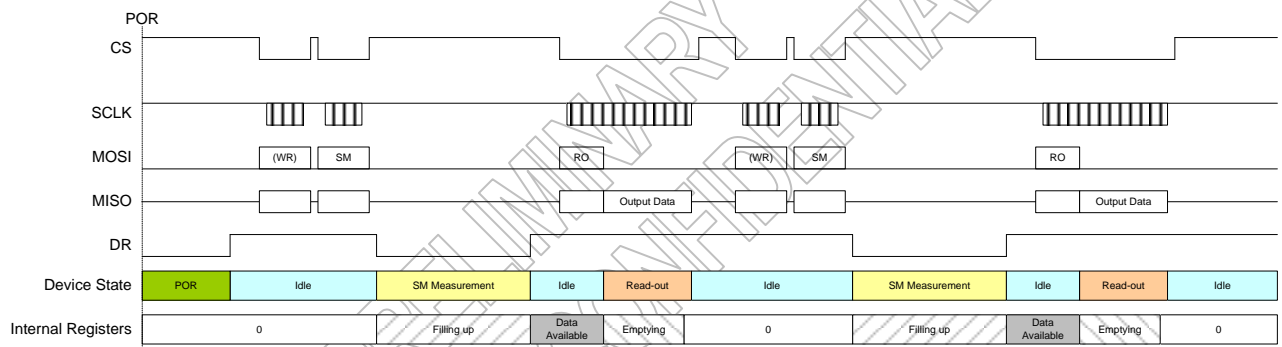 POR
CS
SCLK
MOSI (WR) SM RO (WR) SM RO
MISO Output Data Output Data
DR
Device State POR Idle SM Measurement Idle Read-out Idle SM Measurement Idle Read-out Idle
Internal Registers 0 Filling up Data Available Emptying 0 Filling up Data Available Emptying 0
PRELIMINARY
CONFIDENTIAL